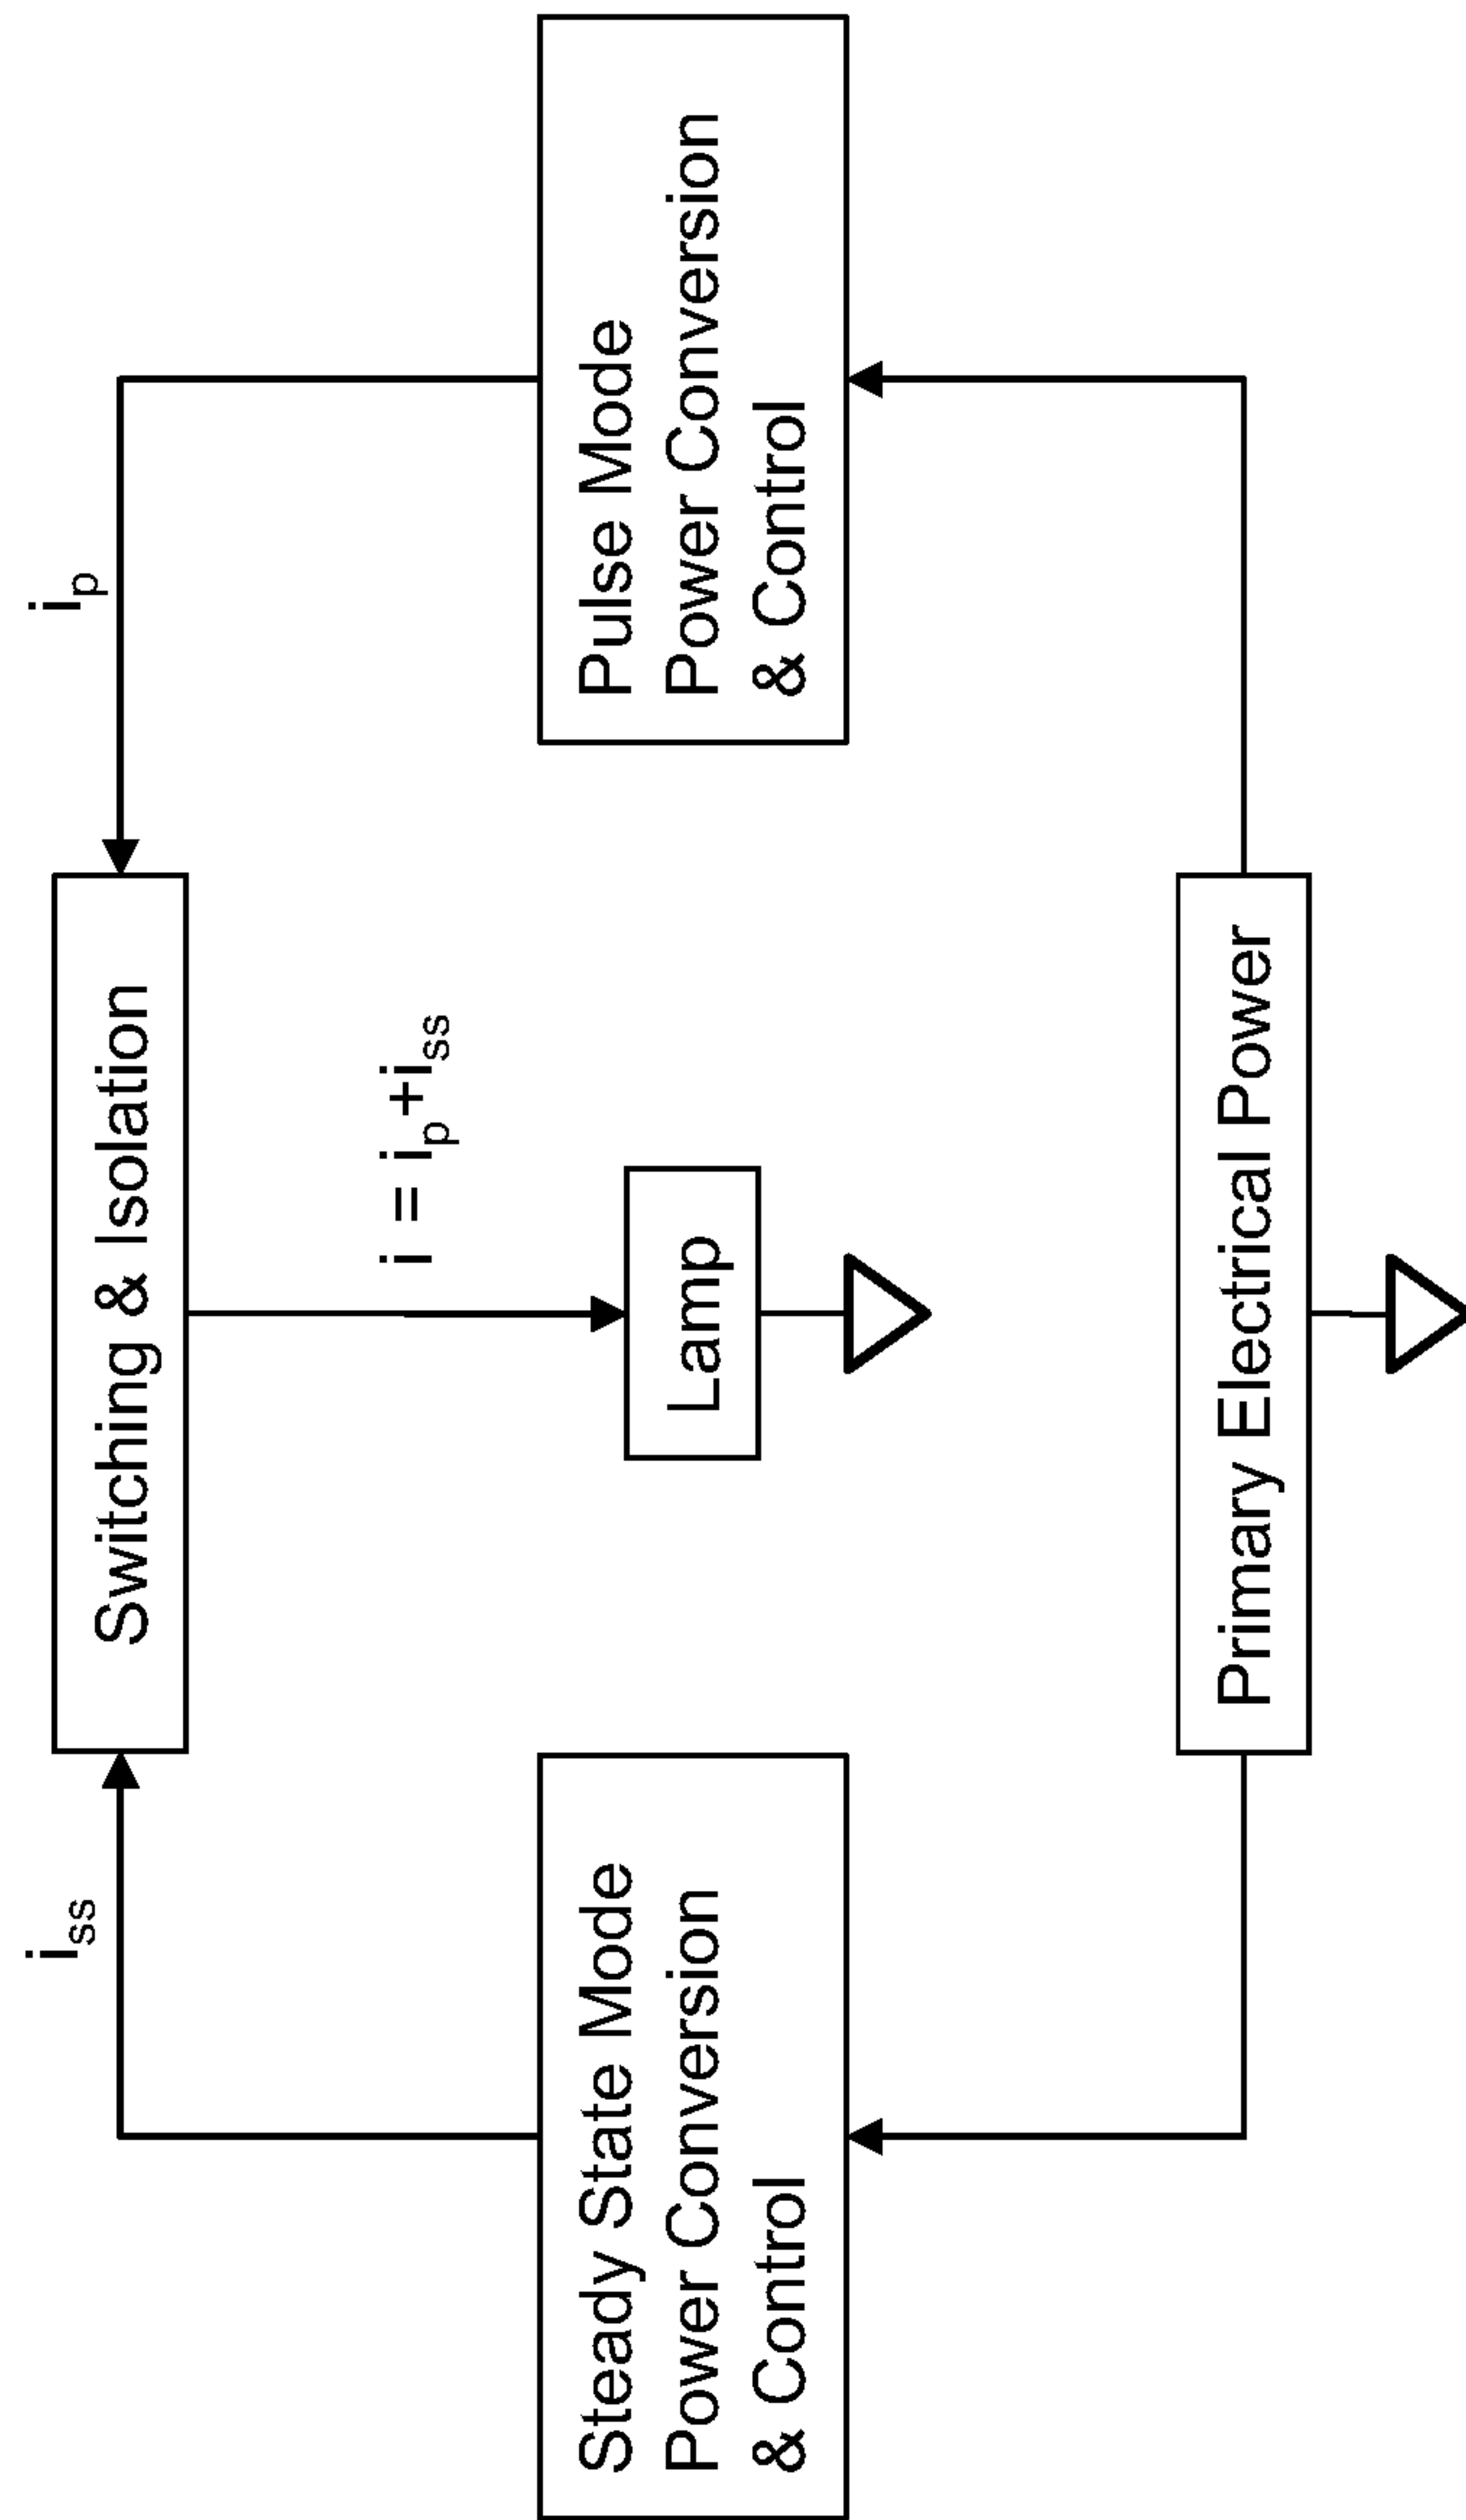 i_ss
i_p
Switching & Isolation
i = i_p+i_ss
Steady State Mode
Power Conversion
& Control
Pulse Mode
Power Conversion
& Control
Lamp
Primary Electrical Power